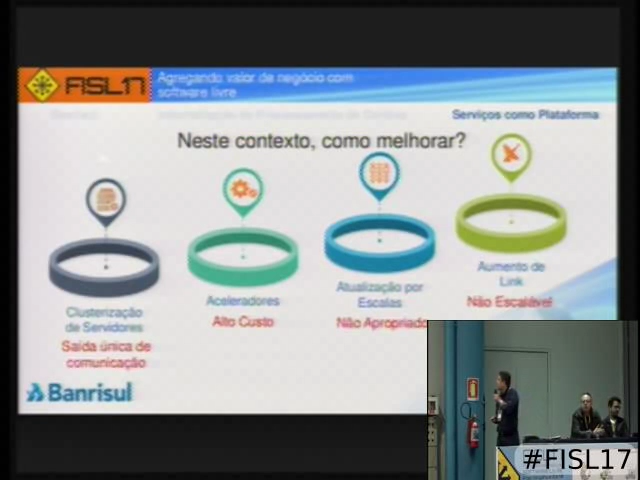 FISL17
Agregando valor de negócio com
software livre
Serviços como Plataforma
Neste contexto, como melhorar?
Clusterização
de Servidores
Saída única de
comunicação
Aceleradores
Alto Custo
Atualização por
Escalas
Não Apropriado
Aumento de
Link
Não Escalável
Banrisul
#FISL17